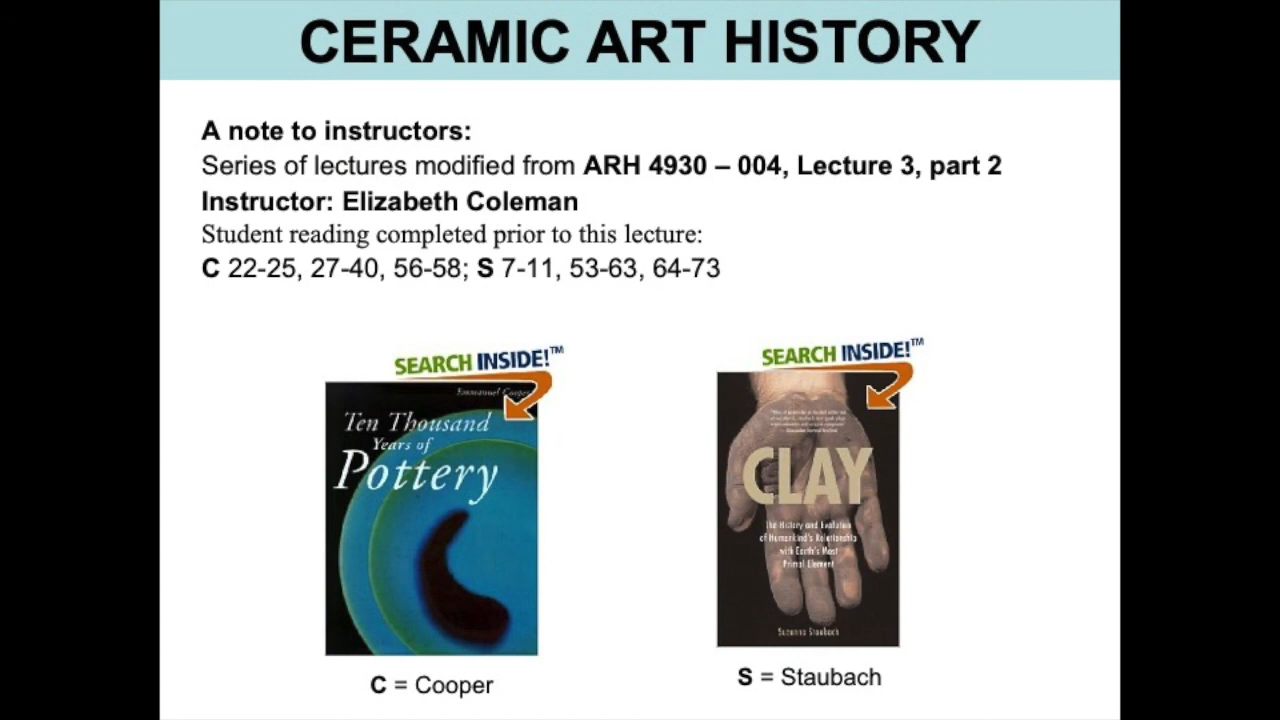 CERAMIC ART HISTORY
A note to instructors:
Series of lectures modified from ARH 4930 – 004, Lecture 3, part 2
Instructor: Elizabeth Coleman
Student reading completed prior to this lecture:
C 22-25, 27-40, 56-58; S 7-11, 53-63, 64-73
SEARCH INSIDE!™
Emmanuel Cooper
Ten Thousand
Years of
Pottery
C = Cooper
SEARCH INSIDE!™
CLAY
The History and Evolution
of Humankind's Relationship
with Earth's Most
Primal Element
Suzanne Staubach
S = Staubach